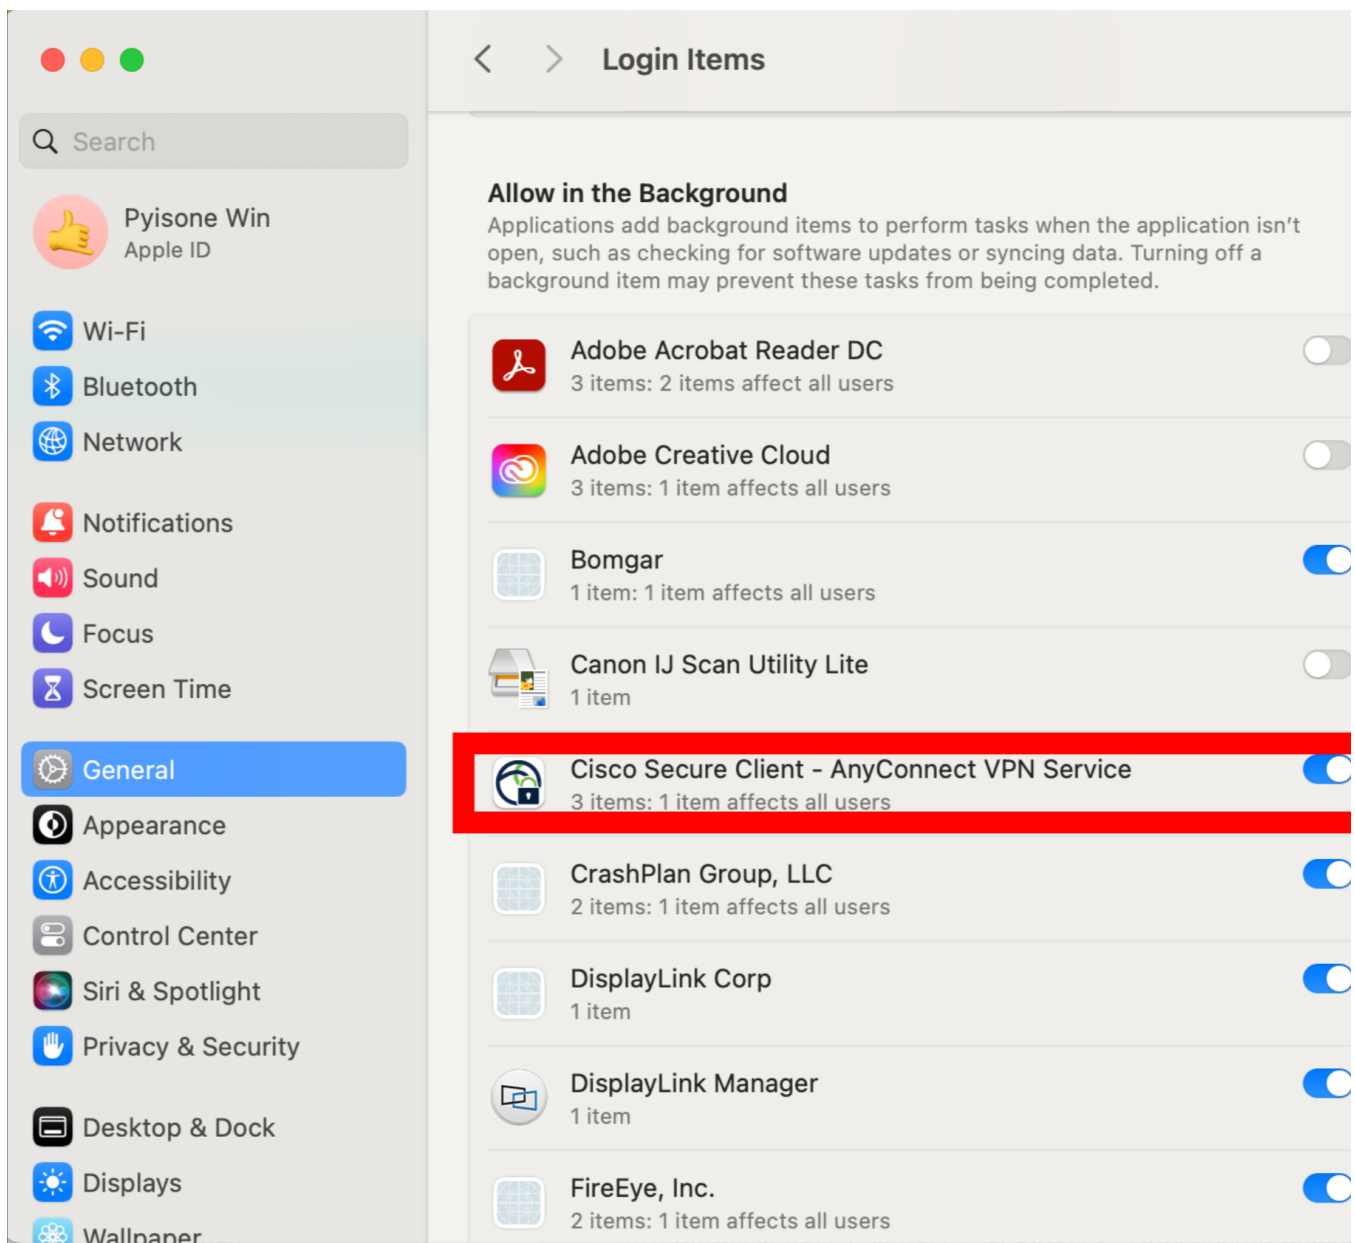 Login Items
Search
Pyisone Win
Apple ID
Wi-Fi
Bluetooth
Network
Notifications
Sound
Focus
Screen Time
General
Appearance
Accessibility
Control Center
Siri & Spotlight
Privacy & Security
Desktop & Dock
Displays
Wallpaper
Allow in the Background
Applications add background items to perform tasks when the application isn't
open, such as checking for software updates or syncing data. Turning off a
background item may prevent these tasks from being completed.
Adobe Acrobat Reader DC
3 items: 2 items affect all users
Adobe Creative Cloud
3 items: 1 item affects all users
Bomgar
1 item: 1 item affects all users
Canon IJ Scan Utility Lite
1 item
Cisco Secure Client - AnyConnect VPN Service
3 items: 1 item affects all users
CrashPlan Group, LLC
2 items: 1 item affects all users
DisplayLink Corp
1 item
DisplayLink Manager
1 item
FireEye, Inc.
2 items: 1 item affects all users